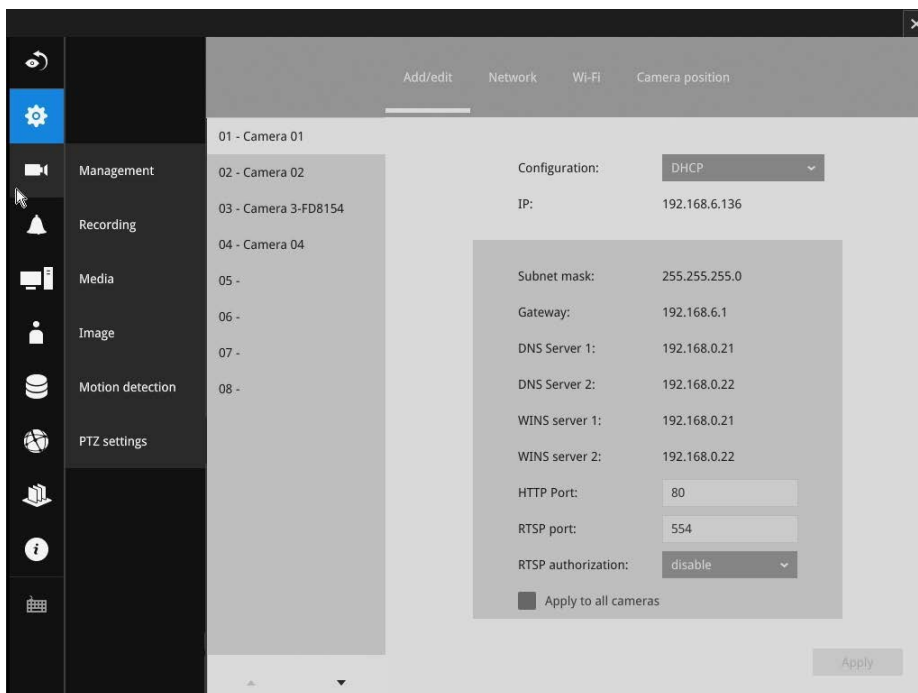 Add/edit Network Wi-Fi Camera position
Management
Recording
Media
Image
Motion detection
PTZ settings
01 - Camera 01
02 - Camera 02
03 - Camera 3-FD8154
04 - Camera 04
05 -
06 -
07 -
08 -
Configuration: DHCP
IP: 192.168.6.136
Subnet mask: 255.255.255.0
Gateway: 192.168.6.1
DNS Server 1: 192.168.0.21
DNS Server 2: 192.168.0.22
WINS server 1: 192.168.0.21
WINS server 2: 192.168.0.22
HTTP Port: 80
RTSP port: 554
RTSP authorization: disable
Apply to all cameras
Apply